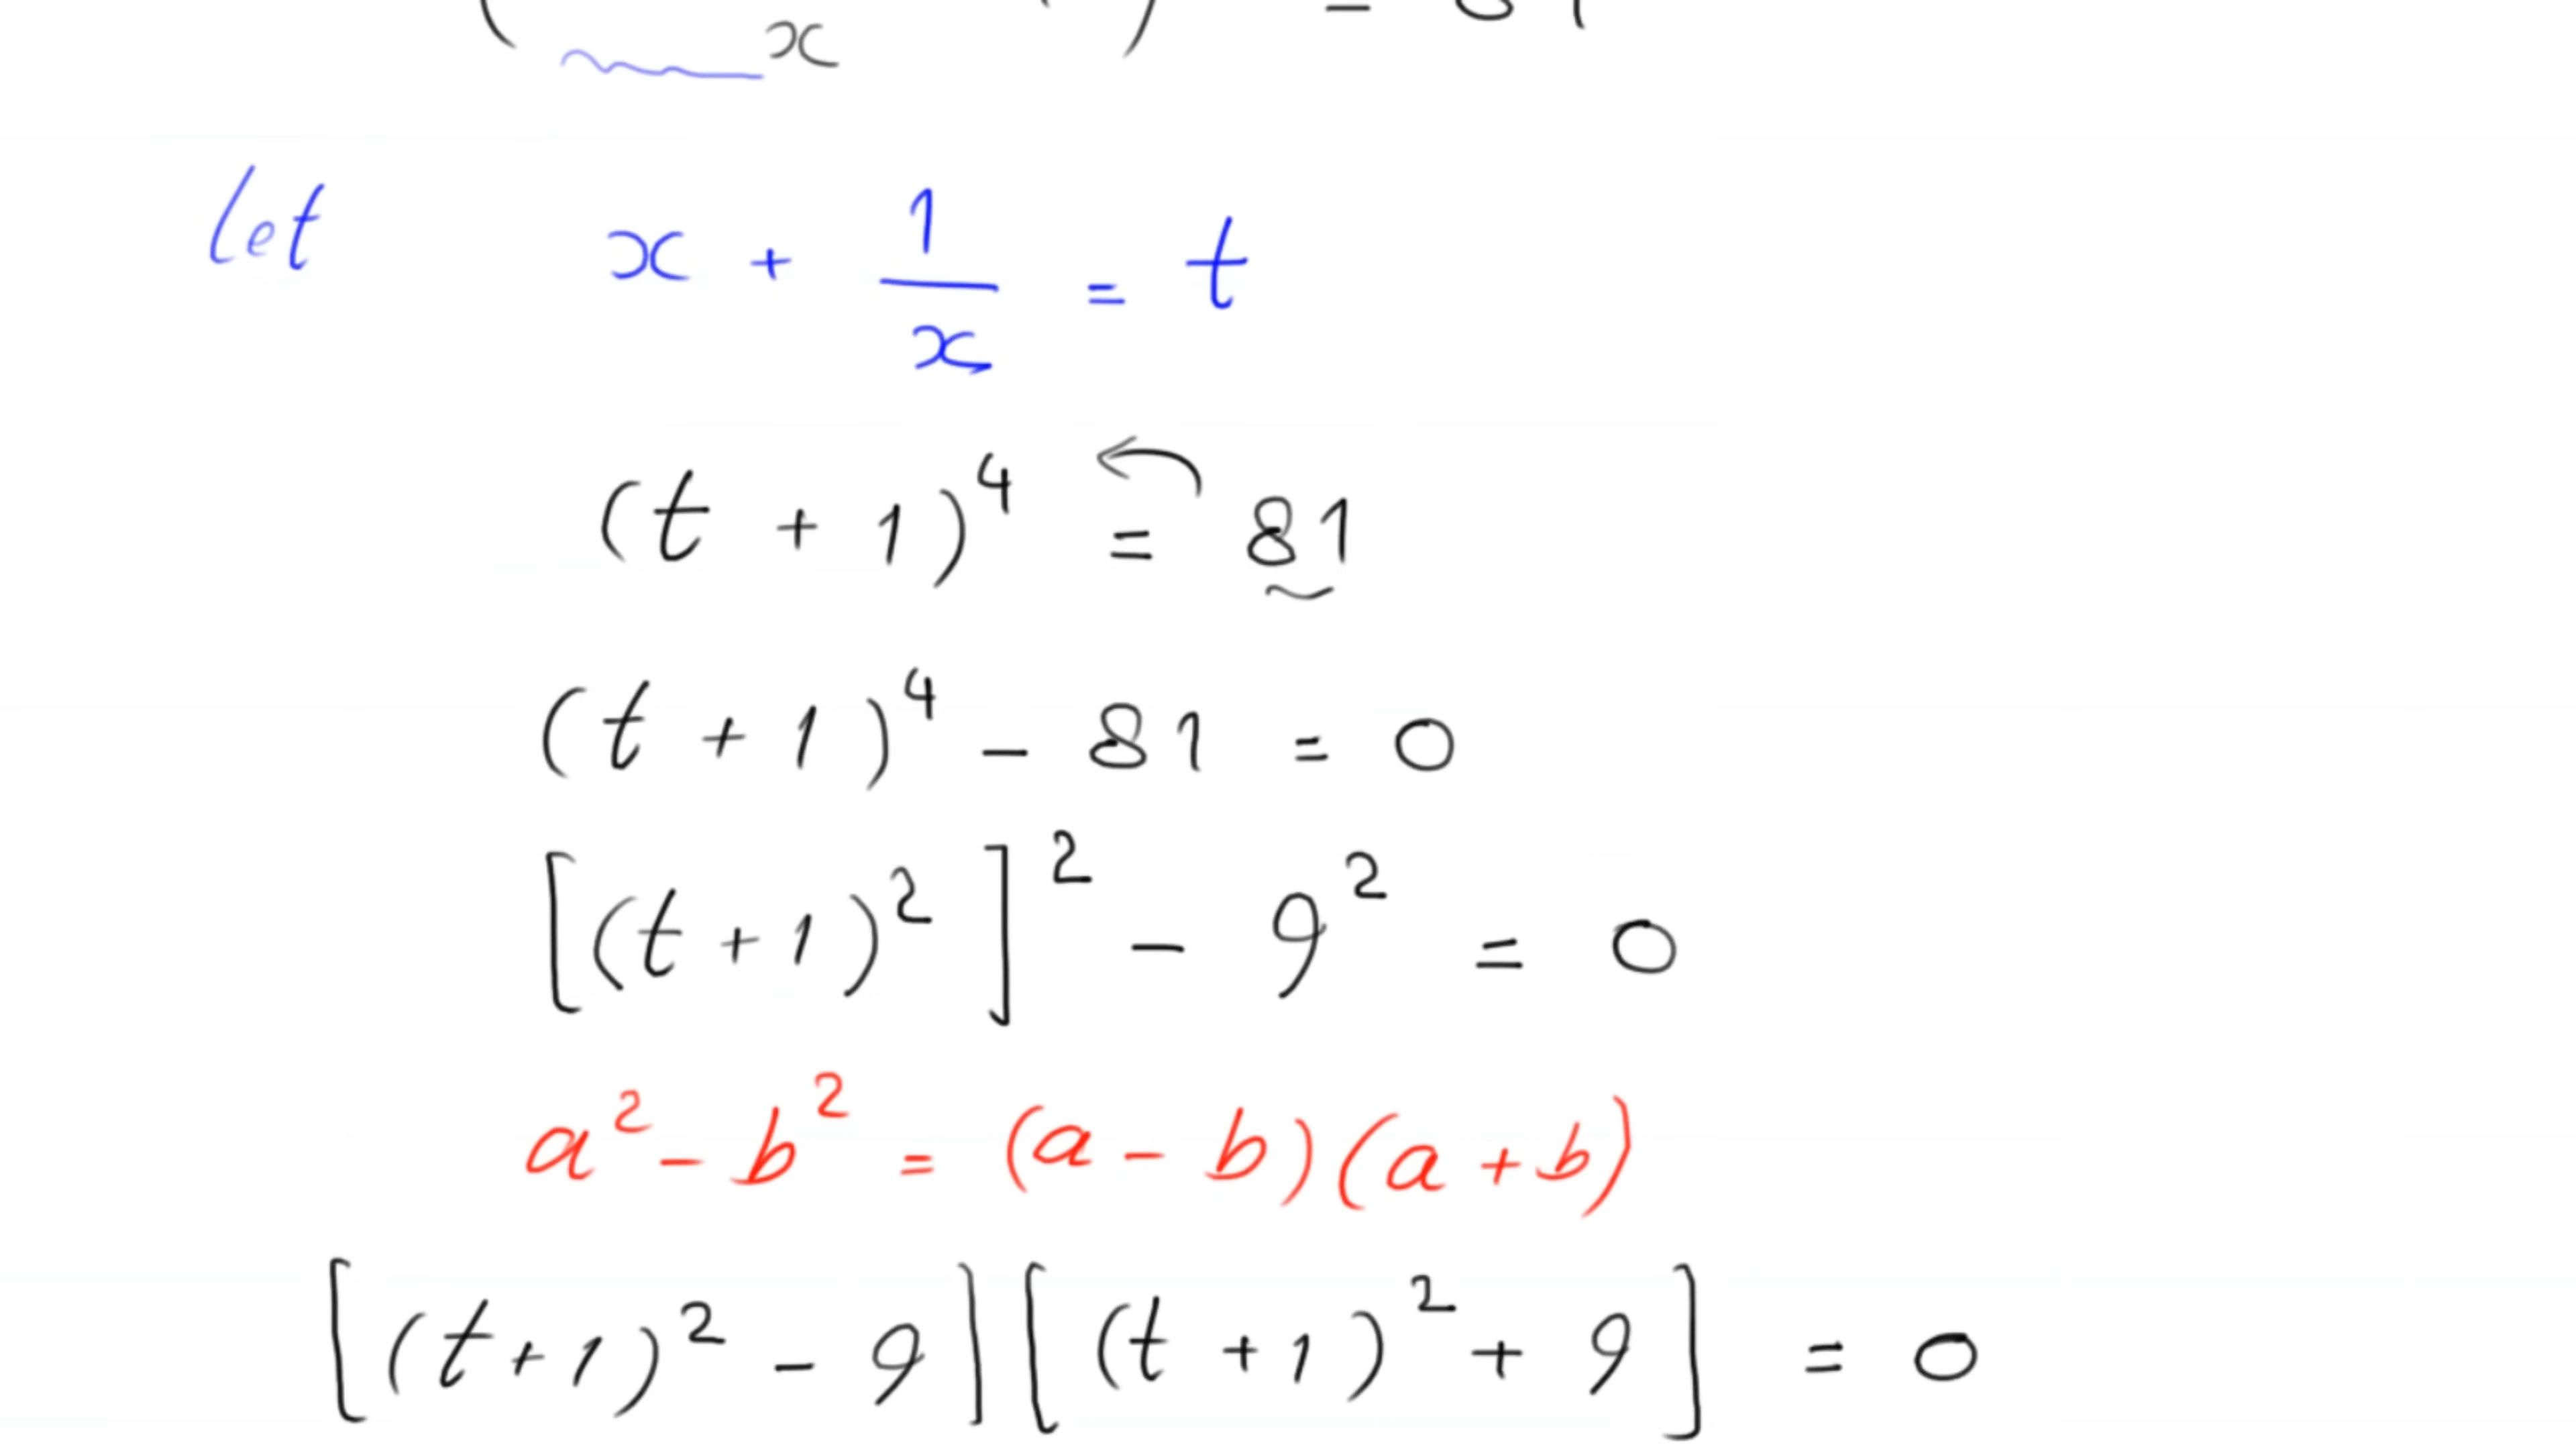 x
let x + 1/x = t
(t + 1)⁴ = 81
(t + 1)⁴ - 81 = 0
[(t + 1)²]² - 9² = 0
a² - b² = (a - b)(a + b)
[(t + 1)² - 9][(t + 1)² + 9] = 0